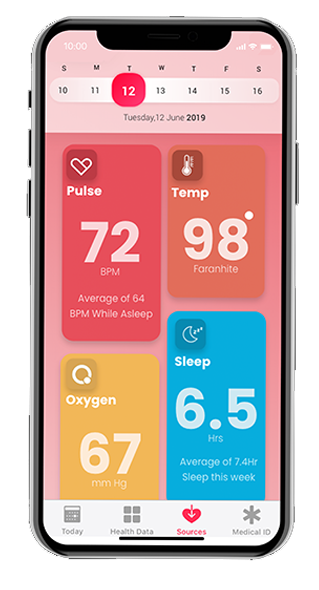 10:00
S M T W T F S
10 11 12 13 14 15 16
Tuesday,12 June 2019
Pulse
72
BPM
Average of 64
BPM While Asleep
Temp
98°
Faranhite
Oxygen
67
mm Hg
zzz
Sleep
6.5
Hrs
Average of 7.4Hr
Sleep this week
Today Health Data Sources Medical ID